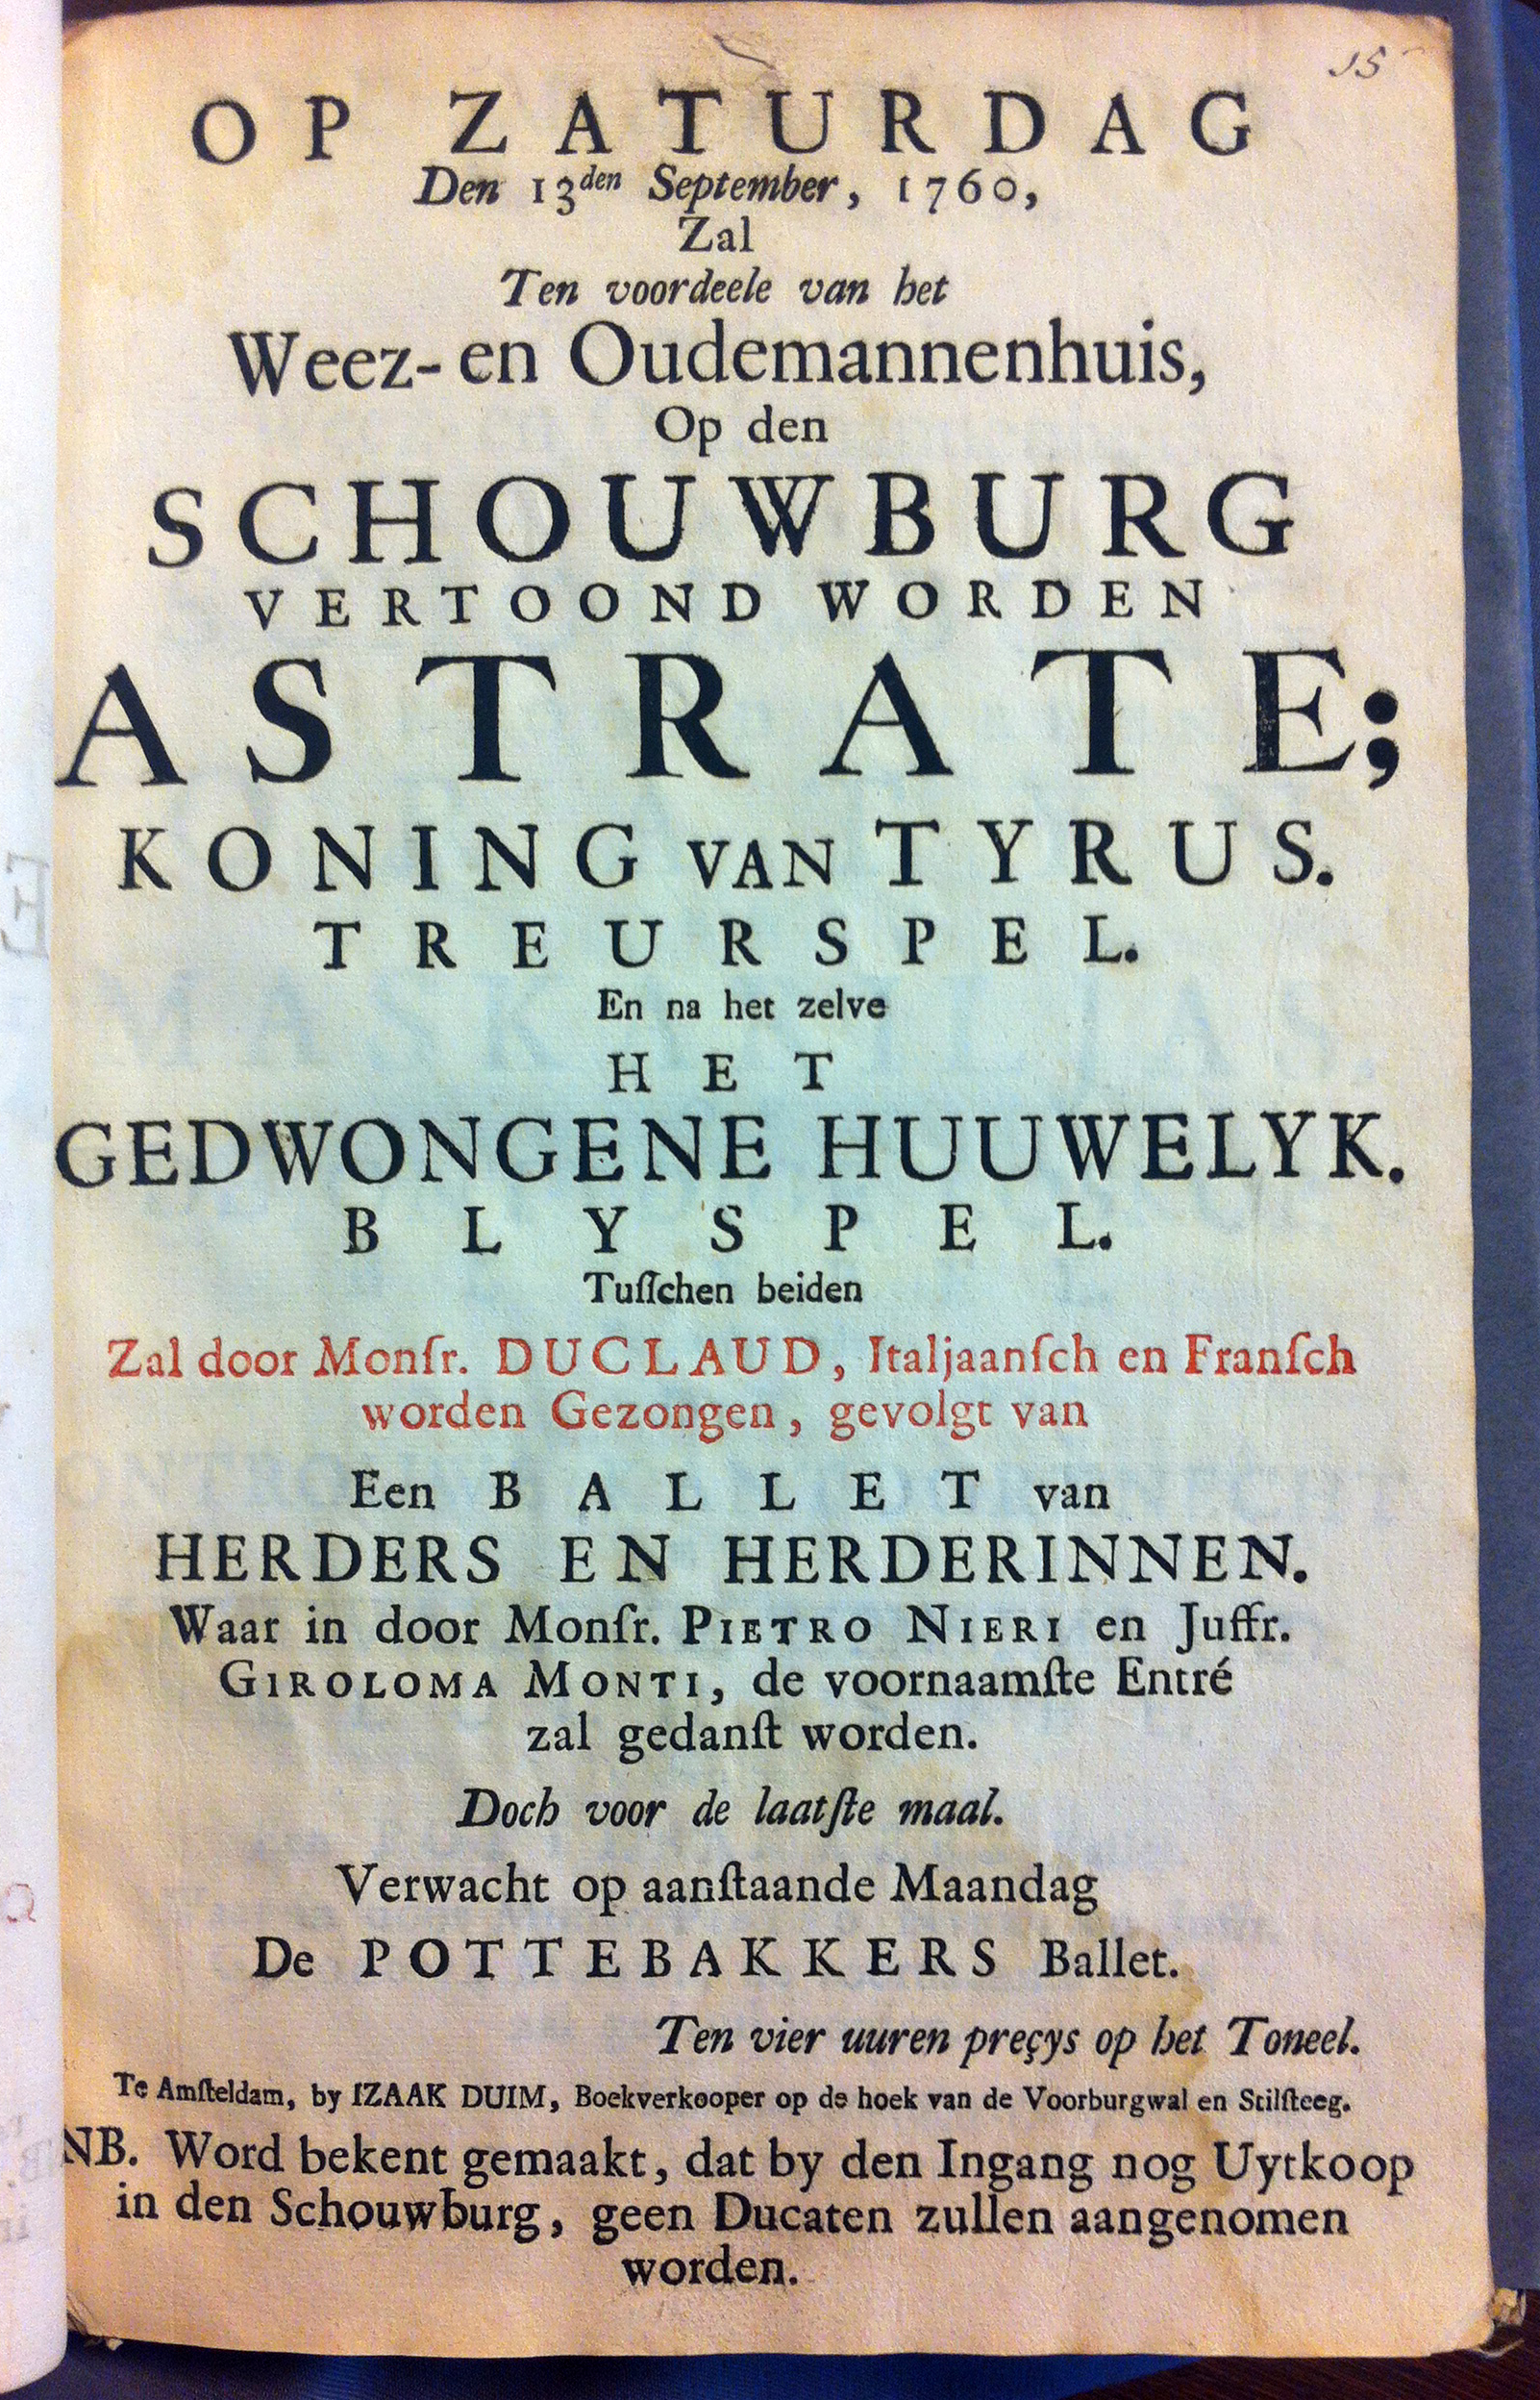 15
OP ZATURDAG
Den 13den September, 1760,
Zal
Ten voordeele van het
Weez- en Oudemannenhuis,
Op den
SCHOUWBURG
VERTOOND WORDEN
ASTRATE;
KONING VAN TYRUS.
TREURSPEL.
En na het zelve
HET
GEDWONGENE HUUWELYK.
BLYSPEL.
Tuſſchen beiden
Zal door Monſr. DUCLAUD, Italjaanſch en Franſch
worden Gezongen, gevolgt van
Een BALLET van
HERDERS EN HERDERINNEN.
Waar in door Monſr. PIETRO NIERI en Juffr.
GIROLOMA MONTI, de voornaamſte Entré
zal gedanſt worden.
Doch voor de laatſte maal.
Verwacht op aanſtaande Maandag
De POTTEBAKKERS Ballet.
Ten vier uuren preçys op het Toneel.
Te Amſteldam, by IZAAK DUIM, Boekverkooper op de hoek van de Voorburgwal en Stilſteeg.
NB. Word bekent gemaakt, dat by den Ingang nog Uytkoop
in den Schouwburg, geen Ducaten zullen aangenomen
worden.